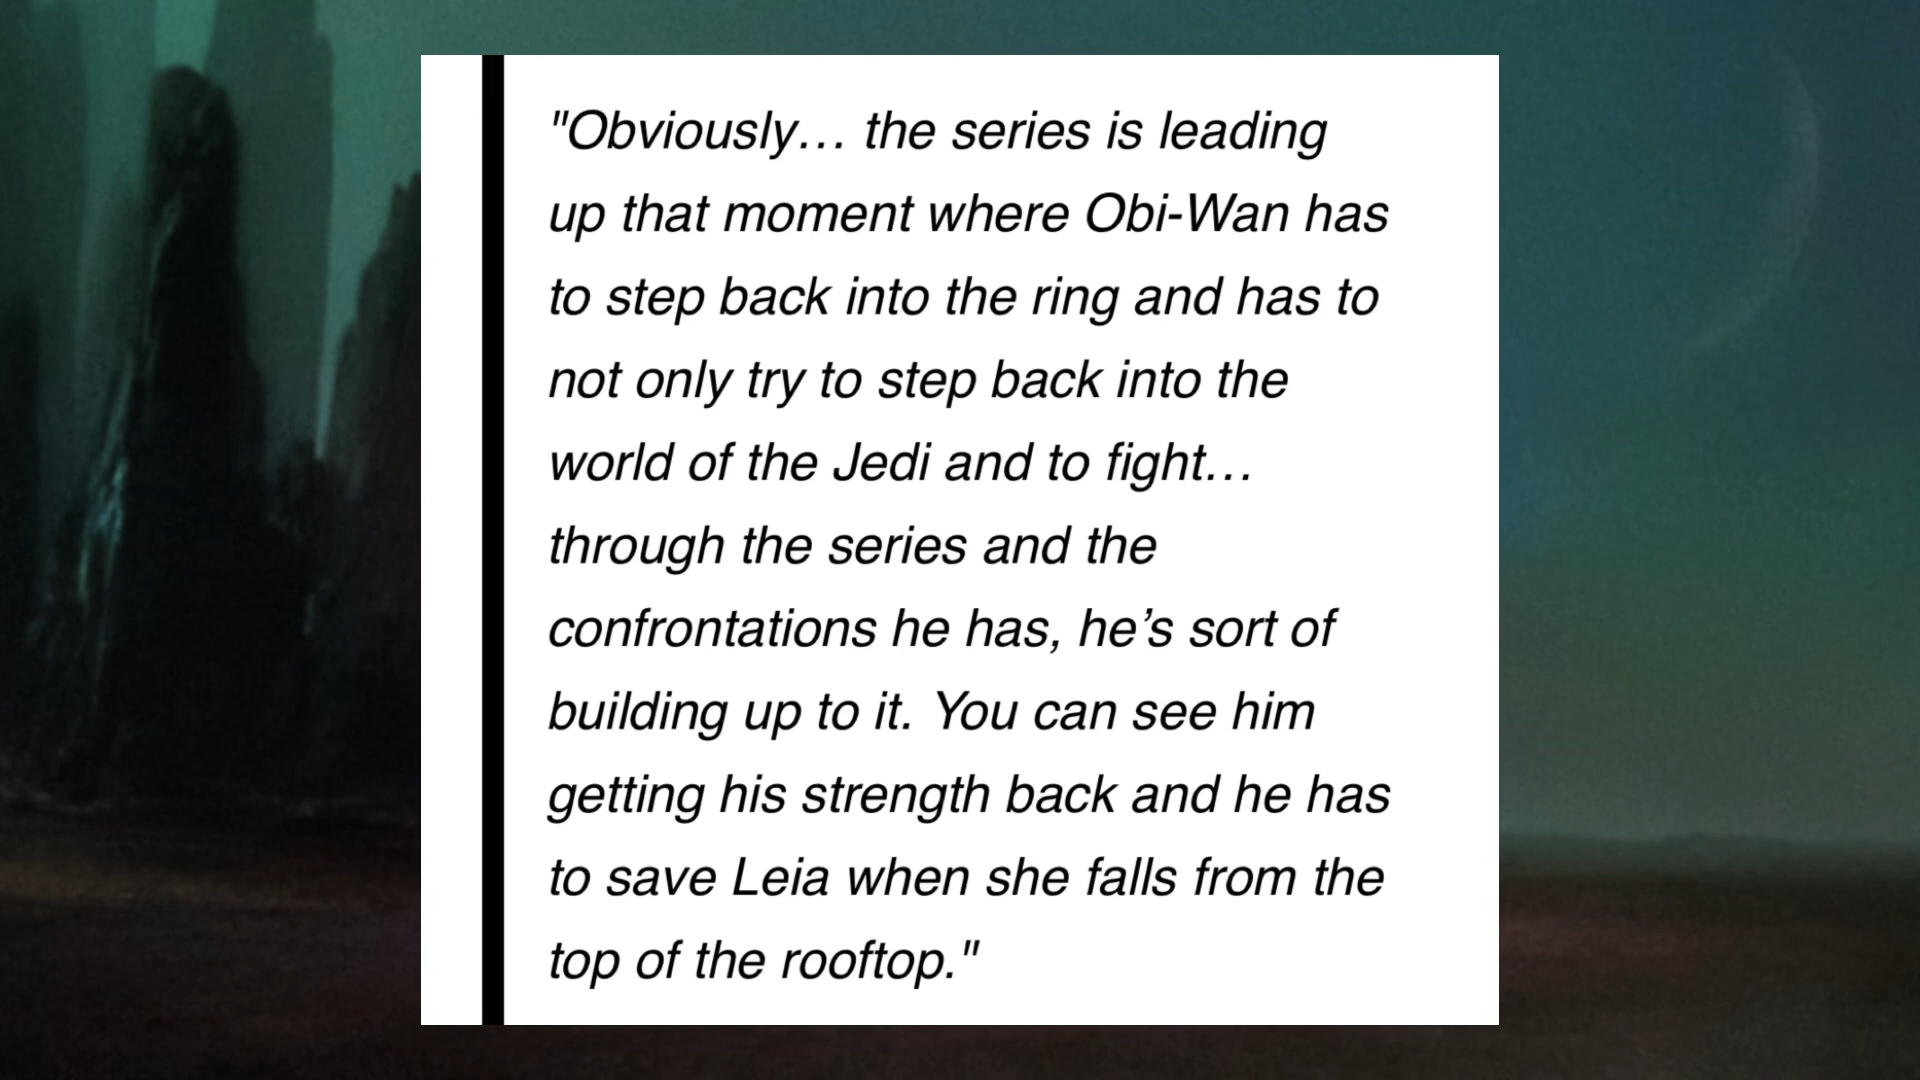 "Obviously… the series is leading
up that moment where Obi-Wan has
to step back into the ring and has to
not only try to step back into the
world of the Jedi and to fight…
through the series and the
confrontations he has, he’s sort of
building up to it. You can see him
getting his strength back and he has
to save Leia when she falls from the
top of the rooftop."